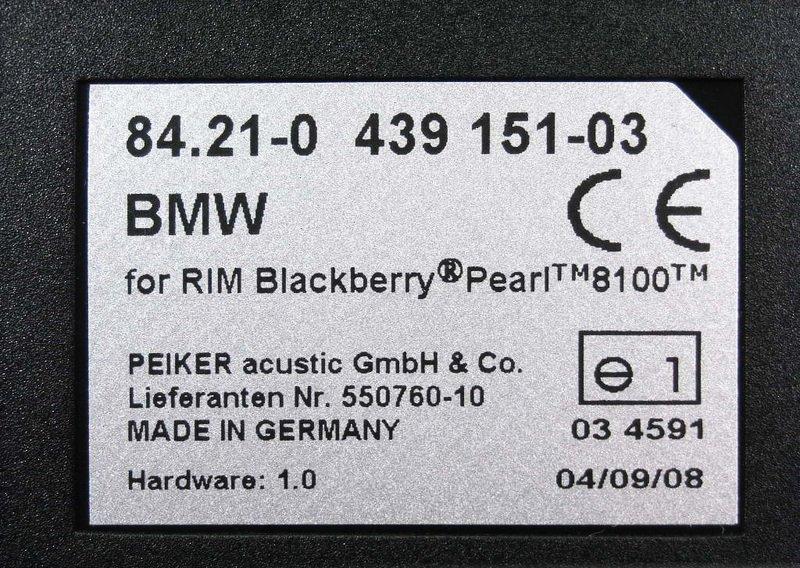 84.21-0 439 151-03
BMW CE
for RIM Blackberry®Pearl™8100™
PEIKER acustic GmbH & Co.
Lieferanten Nr. 550760-10
e 1
MADE IN GERMANY 03 4591
Hardware: 1.0 04/09/08